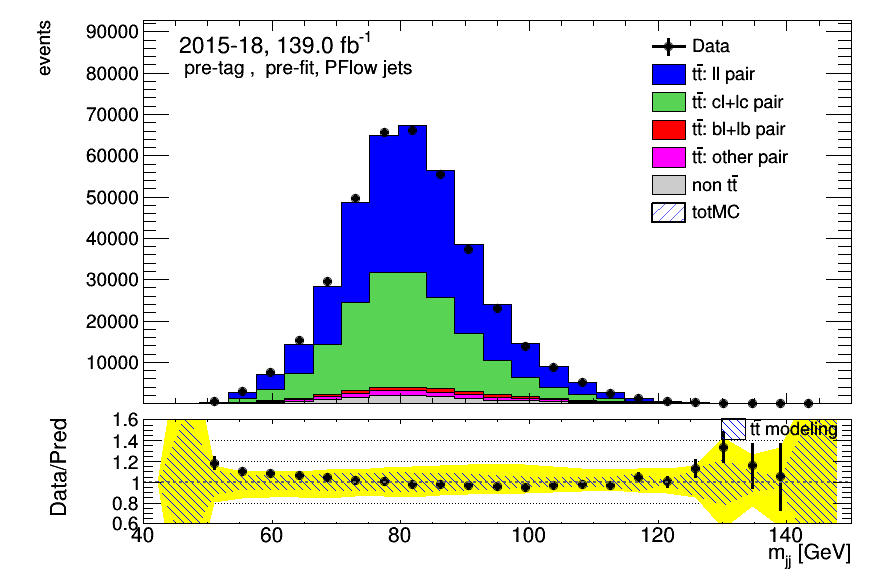 events
90000
80000
70000
60000
50000
40000
30000
20000
10000
2015-18, 139.0 fb⁻¹
pre-tag , pre-fit, PFlow jets
Data
tt̄: ll pair
tt̄: cl+lc pair
tt̄: bl+lb pair
tt̄: other pair
non tt̄
totMC
Data/Pred
1.6
1.4
1.2
1
0.8
0.6
tt̄ modeling
40
60
80
100
120
140
m_jj [GeV]